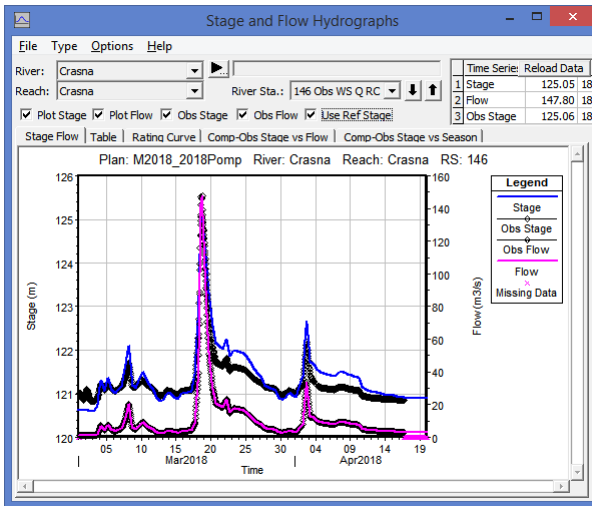 Stage and Flow Hydrographs
File Type Options Help
River: Crasna
Reach: Crasna River Sta.: 146 Obs WS Q RC
Plot Stage Plot Flow Obs Stage Obs Flow Use Ref Stage
Time Series Reload Data
1 Stage 125.05 18
2 Flow 147.80 18
3 Obs Stage 125.06 18
Stage Flow Table Rating Curve Comp-Obs Stage vs Flow Comp-Obs Stage vs Season
Plan: M2018_2018Pomp River: Crasna Reach: Crasna RS: 146
126
125
124
123
122
121
120
Stage (m)
160
140
120
100
80
60
40
20
0
Flow (m3/s)
05 10 15 20 25 30 04 09 14 19
Mar2018 Apr2018
Time
Legend
Stage
Obs Stage
Obs Flow
Flow
Missing Data